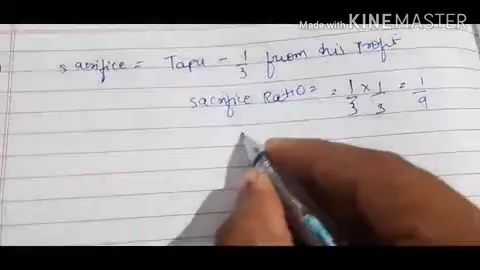 Made with KINEMASTER
sacrifice = Tapu - 1/3 from his Profit
Sacrifice Ratio = = 1/3 × 1/3 = 1/9